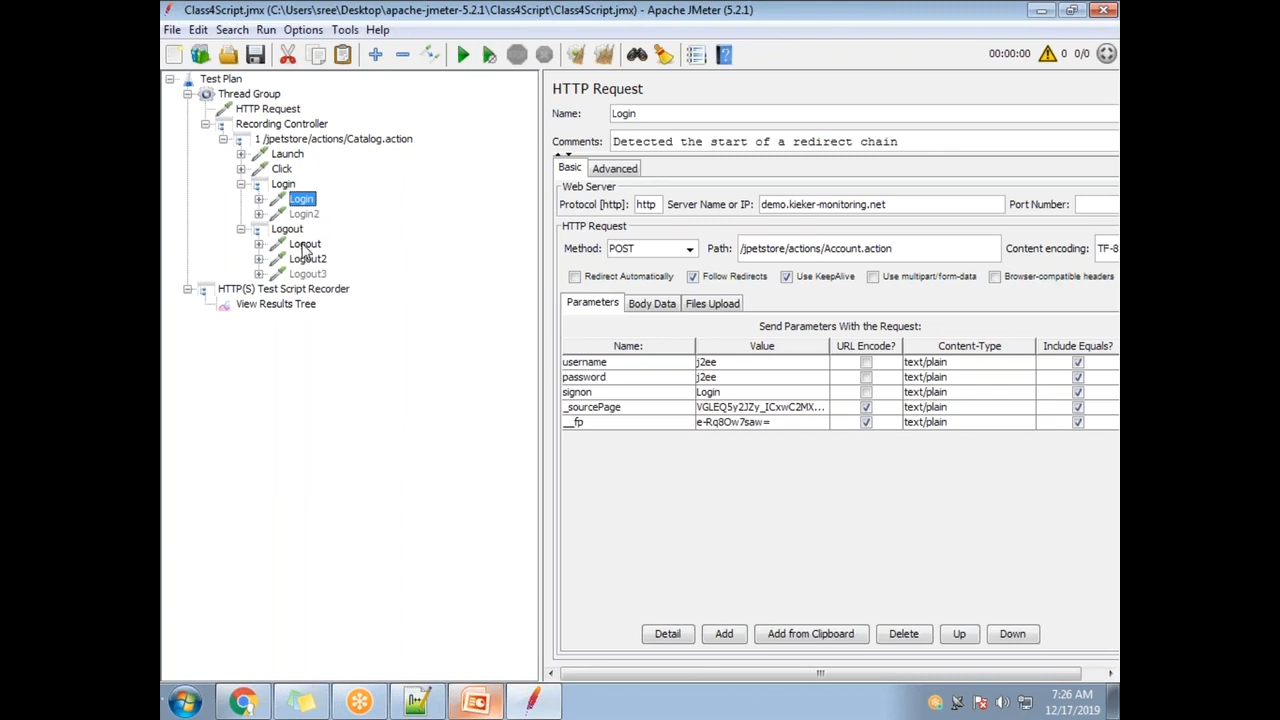 Class4Script.jmx (C:\Users\sree\Desktop\apache-jmeter-5.2.1\Class4Script\Class4Script.jmx) - Apache JMeter (5.2.1)
File Edit Search Run Options Tools Help
00:00:00 0 0/0
Test Plan
Thread Group
HTTP Request
Recording Controller
1 /jpetstore/actions/Catalog.action
Launch
Click
Login
Login
Login2
Logout
Logout
Logout2
Logout3
HTTP(S) Test Script Recorder
View Results Tree
HTTP Request
Name: Login
Comments: Detected the start of a redirect chain
Basic Advanced
Web Server
Protocol [http]: http Server Name or IP: demo.kieker-monitoring.net Port Number:
HTTP Request
Method: POST Path: /jpetstore/actions/Account.action Content encoding: TF-8
Redirect Automatically Follow Redirects Use KeepAlive Use multipart/form-data Browser-compatible headers
Parameters Body Data Files Upload
Send Parameters With the Request:
Name: Value URL Encode? Content-Type Include Equals?
username j2ee text/plain
password j2ee text/plain
signon Login text/plain
_sourcePage VGLEQ5y2JZy_ICxwC2MX... text/plain
__fp e-Rq8Ow7saw= text/plain
Detail Add Add from Clipboard Delete Up Down
7:26 AM
12/17/2019